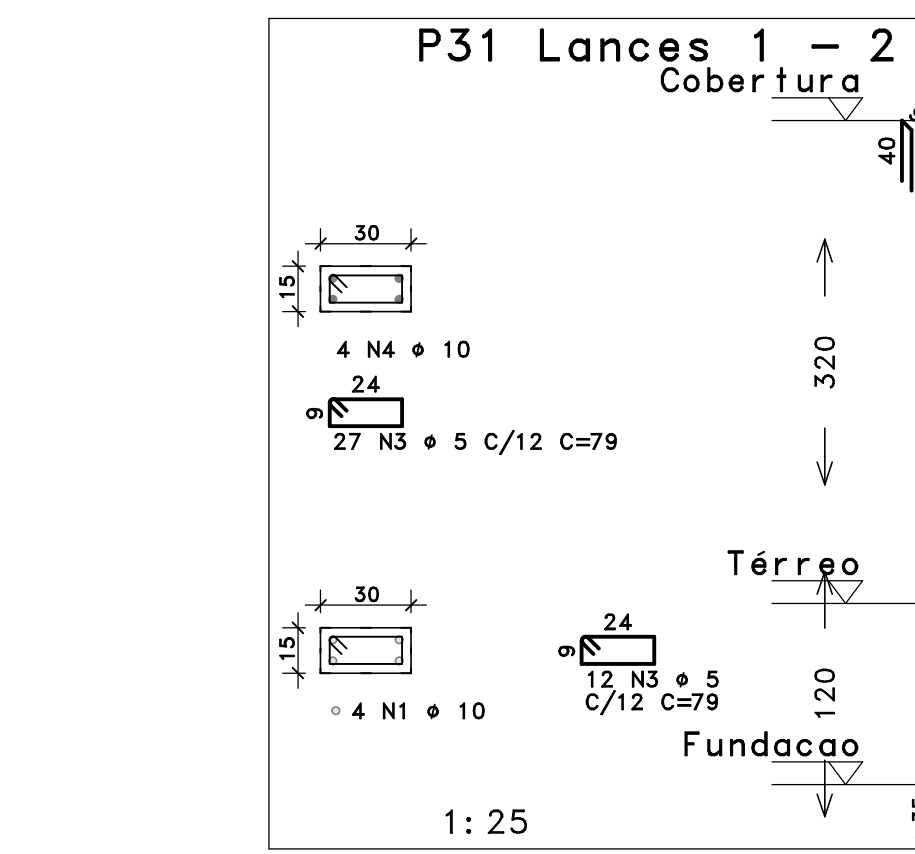 P31 Lances 1 - 2
Cobertura
40
30
15
4 N4 ø 10
320
24
9
27 N3 ø 5 C/12 C=79
Térreo
30
15
24
9
12 N3 ø 5
C/12 C=79
4 N1 ø 10
120
Fundacao
1:25